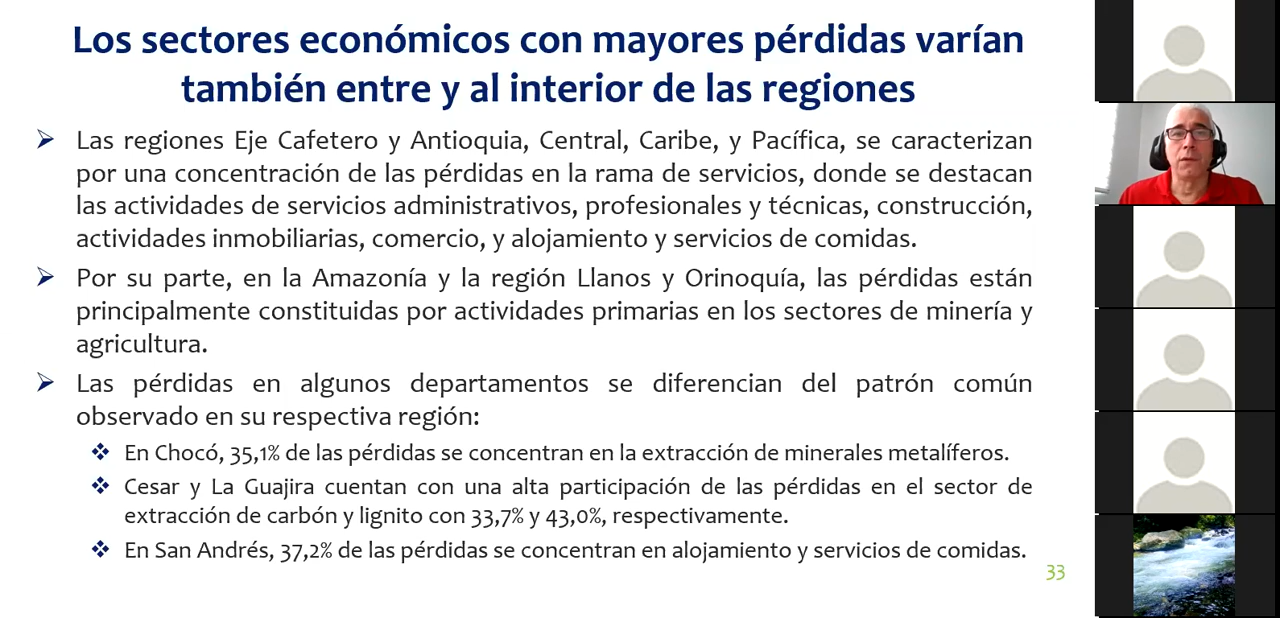 Los sectores económicos con mayores pérdidas varían
también entre y al interior de las regiones
Las regiones Eje Cafetero y Antioquia, Central, Caribe, y Pacífica, se caracterizan
por una concentración de las pérdidas en la rama de servicios, donde se destacan
las actividades de servicios administrativos, profesionales y técnicas, construcción,
actividades inmobiliarias, comercio, y alojamiento y servicios de comidas.
Por su parte, en la Amazonía y la región Llanos y Orinoquía, las pérdidas están
principalmente constituidas por actividades primarias en los sectores de minería y
agricultura.
Las pérdidas en algunos departamentos se diferencian del patrón común
observado en su respectiva región:
En Chocó, 35,1% de las pérdidas se concentran en la extracción de minerales metalíferos.
Cesar y La Guajira cuentan con una alta participación de las pérdidas en el sector de
extracción de carbón y lignito con 33,7% y 43,0%, respectivamente.
En San Andrés, 37,2% de las pérdidas se concentran en alojamiento y servicios de comidas.
33